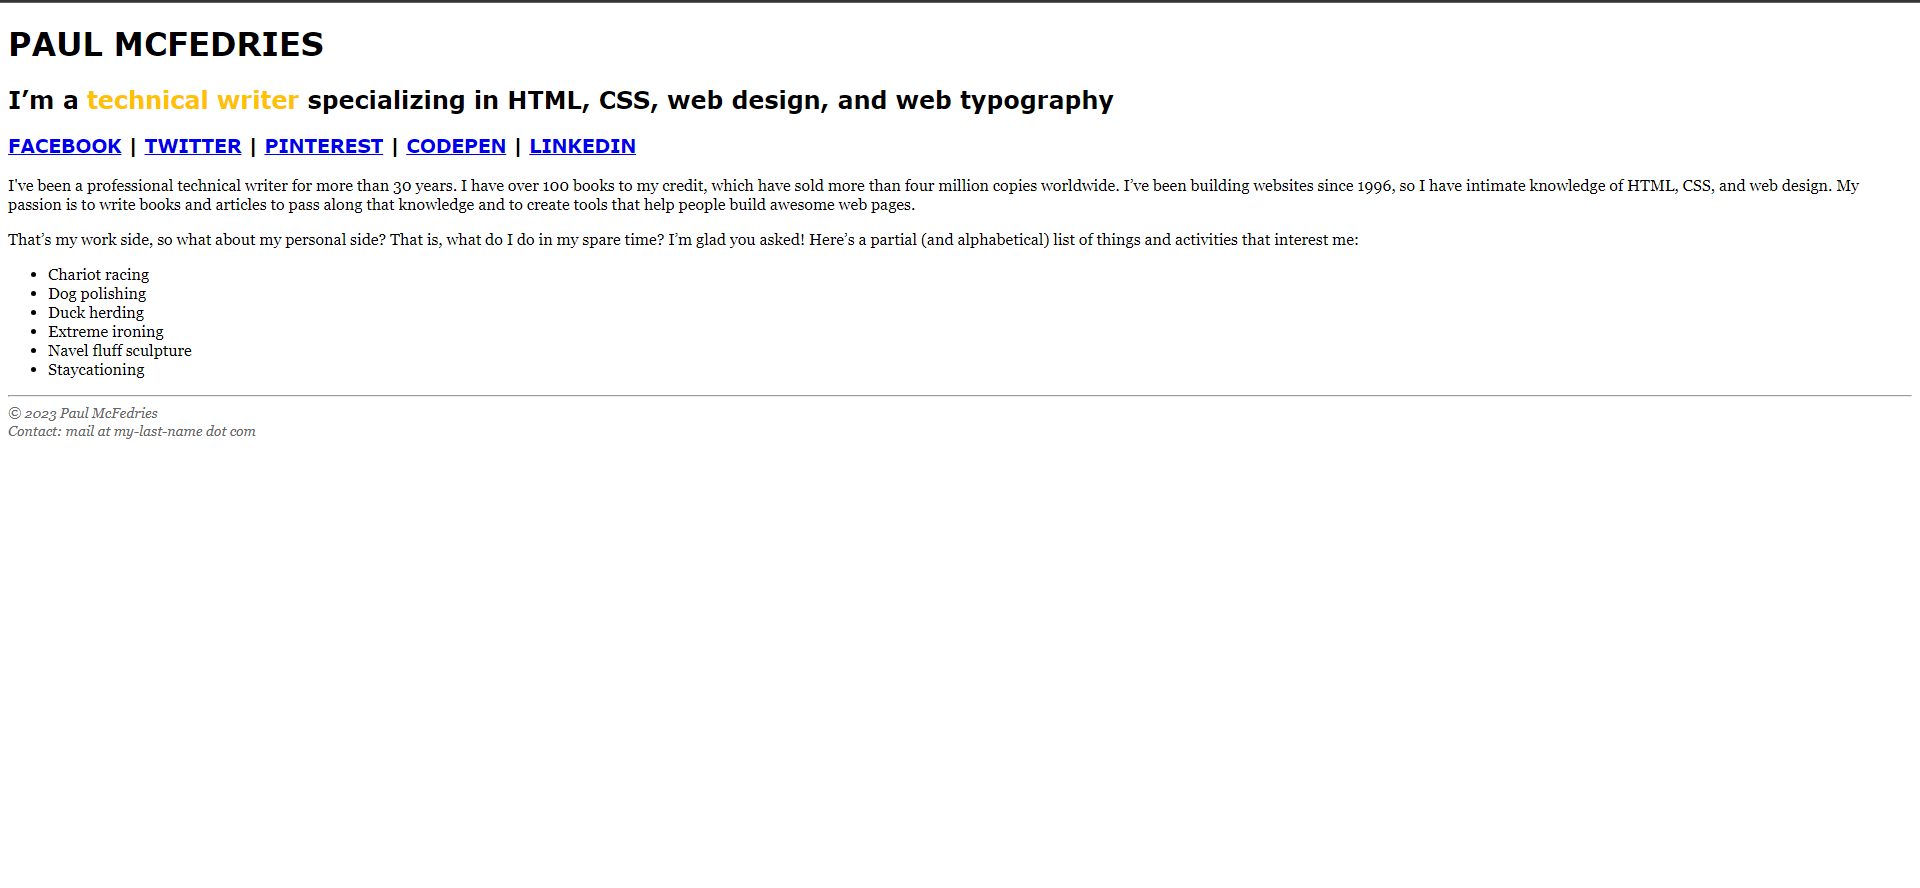 PAUL MCFEDRIES
I’m a technical writer specializing in HTML, CSS, web design, and web typography
FACEBOOK | TWITTER | PINTEREST | CODEPEN | LINKEDIN
I've been a professional technical writer for more than 30 years. I have over 100 books to my credit, which have sold more than four million copies worldwide. I’ve been building websites since 1996, so I have intimate knowledge of HTML, CSS, and web design. My
passion is to write books and articles to pass along that knowledge and to create tools that help people build awesome web pages.
That’s my work side, so what about my personal side? That is, what do I do in my spare time? I’m glad you asked! Here’s a partial (and alphabetical) list of things and activities that interest me:
• Chariot racing
• Dog polishing
• Duck herding
• Extreme ironing
• Navel fluff sculpture
• Staycationing
© 2023 Paul McFedries
Contact: mail at my-last-name dot com